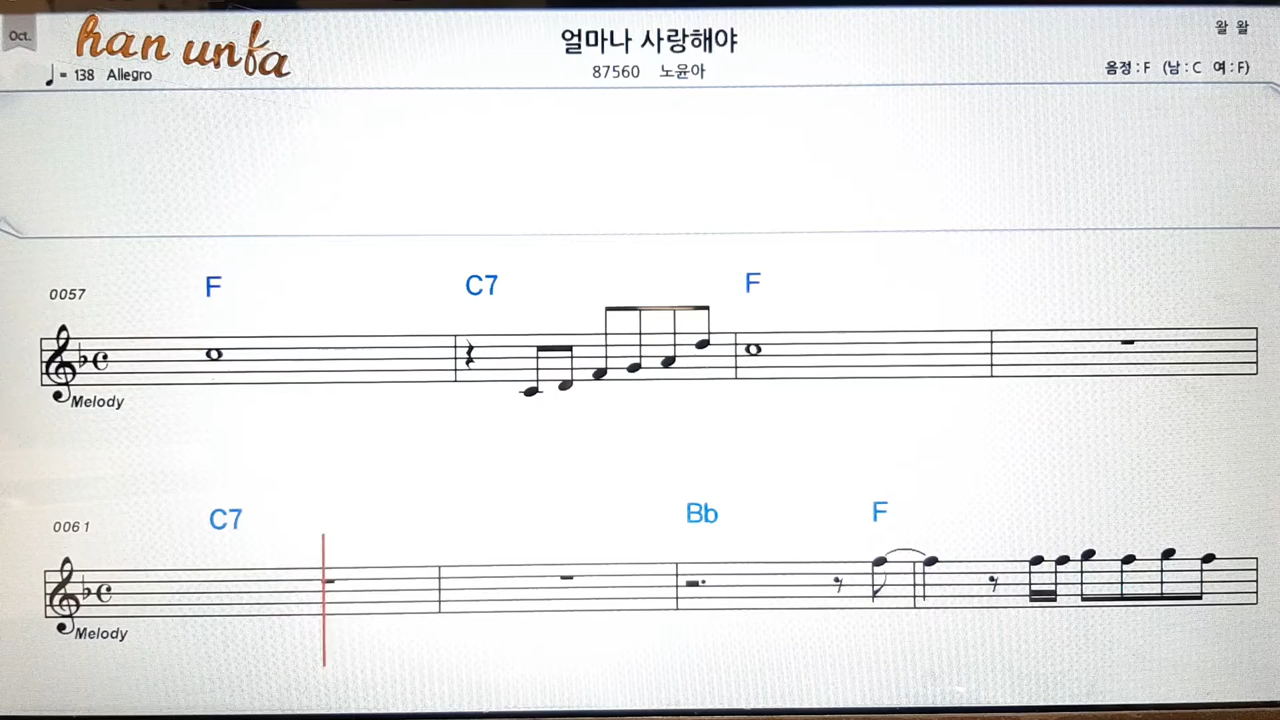 Oct.
han unfa
얼마나 사랑해야
왈 왈
♩ = 138 Allegro
87560 노윤아
음정 : F (남 : C 여 : F)
0057
F C7 F
Melody
0061
C7 Bb F
Melody